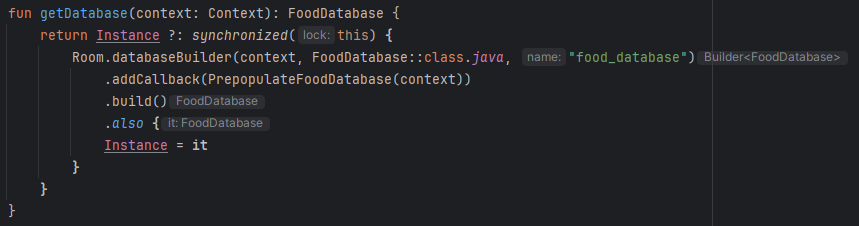 fun getDatabase(context: Context): FoodDatabase {
    return Instance ?: synchronized( lock: this) {
        Room.databaseBuilder(context, FoodDatabase::class.java, name: "food_database") Builder<FoodDatabase>
            .addCallback(PrepopulateFoodDatabase(context))
            .build() FoodDatabase
            .also { it: FoodDatabase
            Instance = it
        }
    }
}